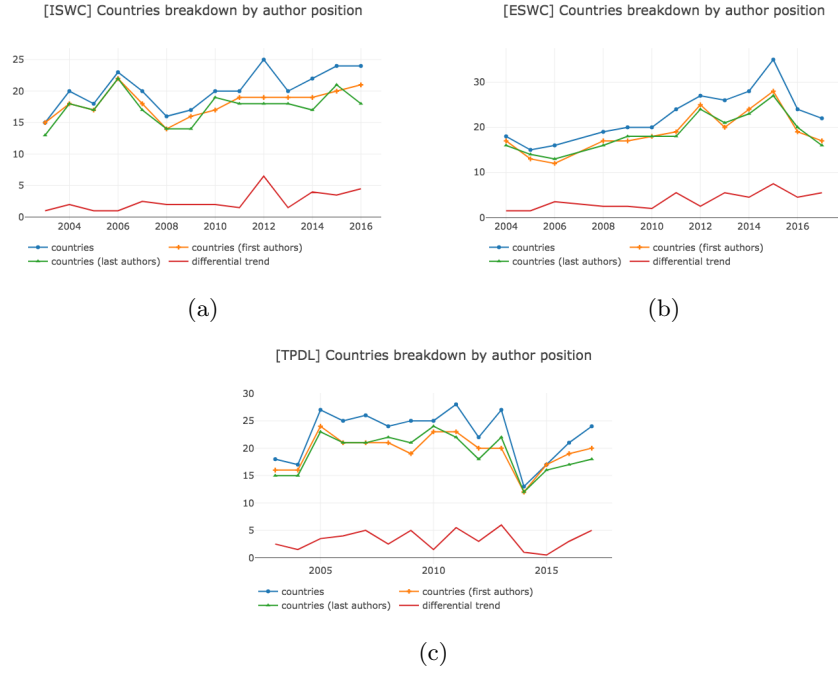 [ISWC] Countries breakdown by author position
25
20
15
10
5
0
2004 2006 2008 2010 2012 2014 2016
countries countries (first authors)
countries (last authors) differential trend
(a)
[ESWC] Countries breakdown by author position
30
20
10
0
2004 2006 2008 2010 2012 2014 2016
countries countries (first authors)
countries (last authors) differential trend
(b)
[TPDL] Countries breakdown by author position
30
25
20
15
10
5
0
2005 2010 2015
countries countries (first authors)
countries (last authors) differential trend
(c)